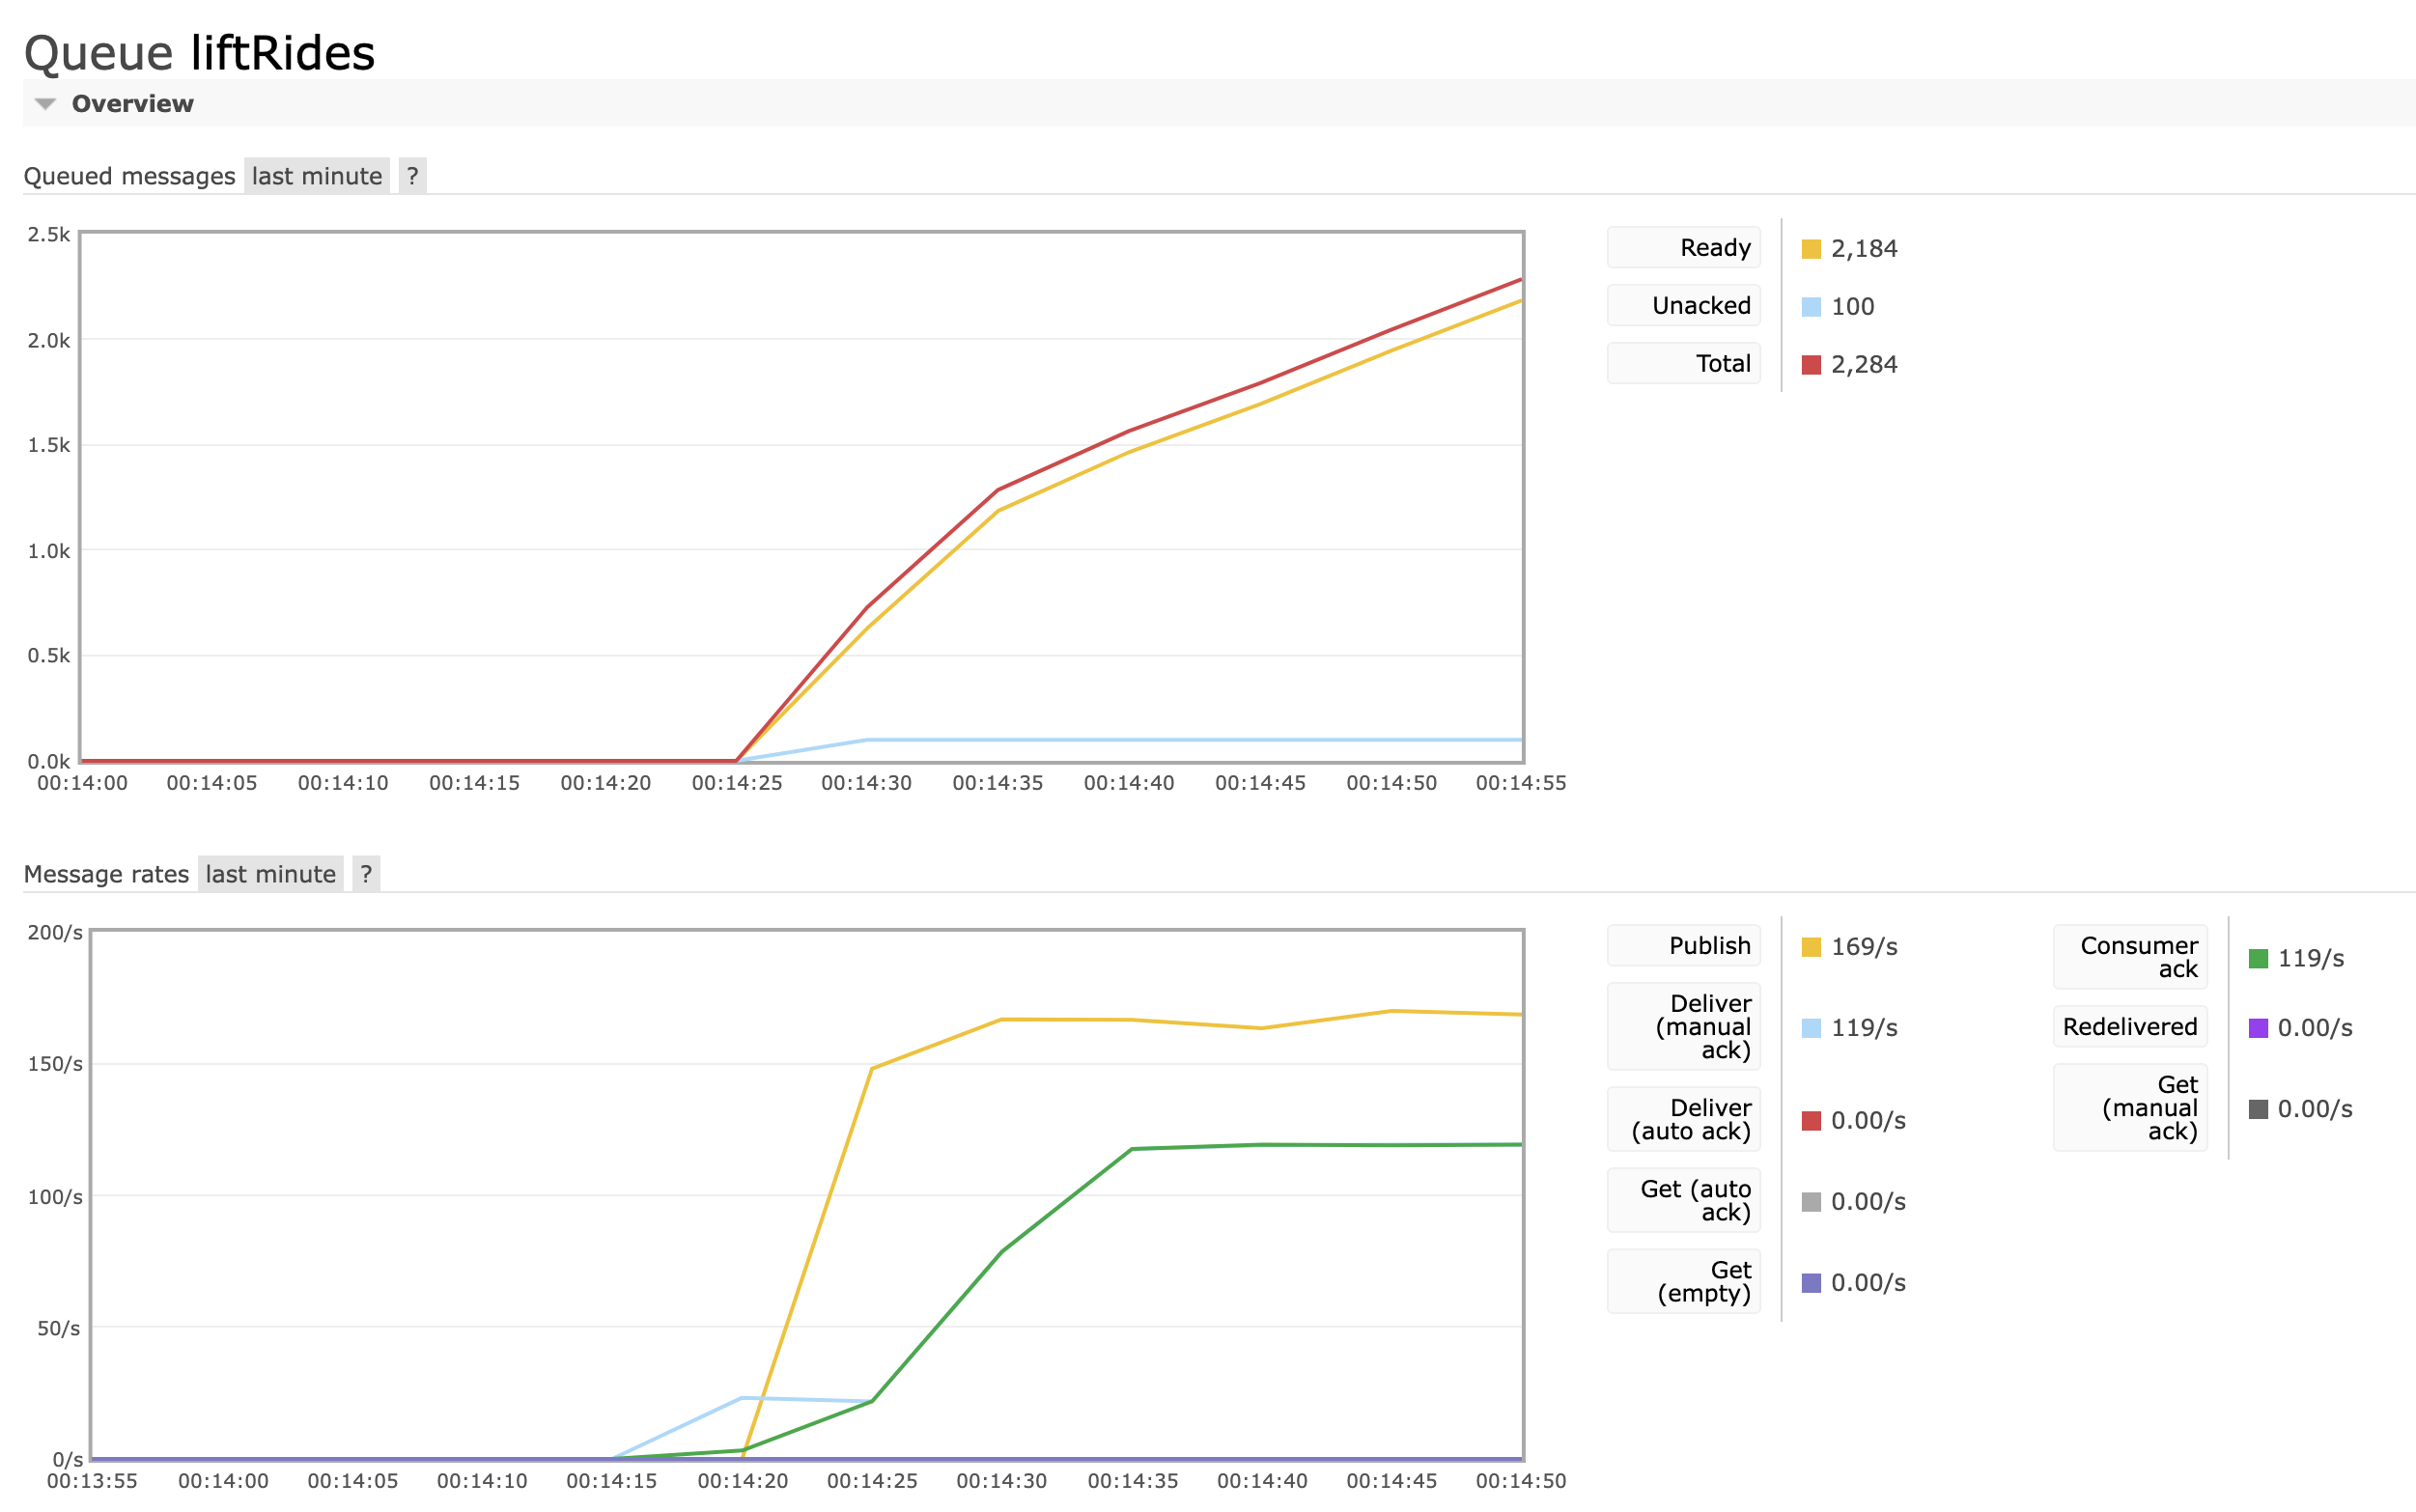 Queue liftRides
Overview
Queued messages last minute ?
2.5k
2.0k
1.5k
1.0k
0.5k
0.0k
00:14:00 00:14:05 00:14:10 00:14:15 00:14:20 00:14:25 00:14:30 00:14:35 00:14:40 00:14:45 00:14:50 00:14:55
Ready 2,184
Unacked 100
Total 2,284
Message rates last minute ?
200/s
150/s
100/s
50/s
0/s
00:13:55 00:14:00 00:14:05 00:14:10 00:14:15 00:14:20 00:14:25 00:14:30 00:14:35 00:14:40 00:14:45 00:14:50
Publish 169/s
Deliver
(manual 119/s
ack)
Deliver
(auto ack) 0.00/s
Get (auto
ack) 0.00/s
Get
(empty) 0.00/s
Consumer
ack 119/s
Redelivered 0.00/s
Get
(manual 0.00/s
ack)